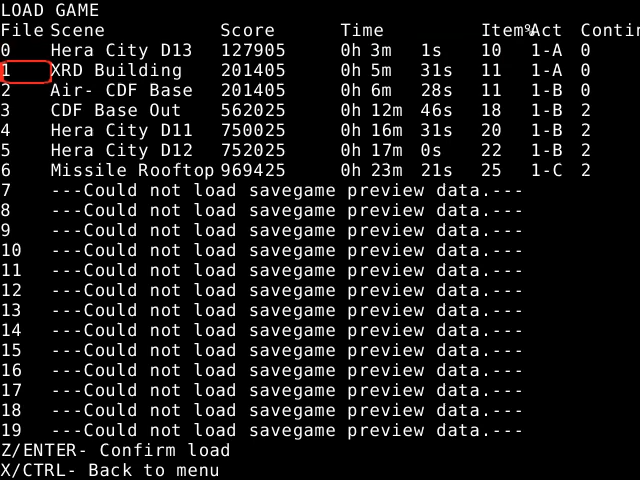 LOAD GAME
File Scene Score Time Item% Act Contin
0 Hera City D13 127905 0h 3m 1s 10 1-A 0
1 XRD Building 201405 0h 5m 31s 11 1-A 0
2 Air- CDF Base 201405 0h 6m 28s 11 1-B 0
3 CDF Base Out 562025 0h 12m 46s 18 1-B 2
4 Hera City D11 750025 0h 16m 31s 20 1-B 2
5 Hera City D12 752025 0h 17m 0s 22 1-B 2
6 Missile Rooftop 969425 0h 23m 21s 25 1-C 2
7 ---Could not load savegame preview data.---
8 ---Could not load savegame preview data.---
9 ---Could not load savegame preview data.---
10 ---Could not load savegame preview data.---
11 ---Could not load savegame preview data.---
12 ---Could not load savegame preview data.---
13 ---Could not load savegame preview data.---
14 ---Could not load savegame preview data.---
15 ---Could not load savegame preview data.---
16 ---Could not load savegame preview data.---
17 ---Could not load savegame preview data.---
18 ---Could not load savegame preview data.---
19 ---Could not load savegame preview data.---
Z/ENTER- Confirm load
X/CTRL- Back to menu